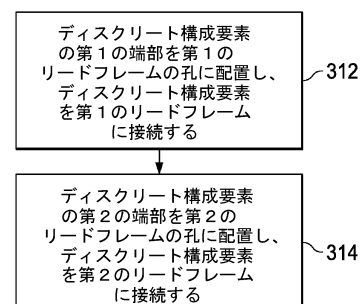 ディスクリート構成要素
の第1の端部を第1の
リードフレームの孔に配置し、
ディスクリート構成要素
を第1のリードフレーム
に接続する
312
ディスクリート構成要素
の第2の端部を第2の
リードフレームの孔に配置し、
ディスクリート構成要素
を第2のリードフレーム
に接続する
314